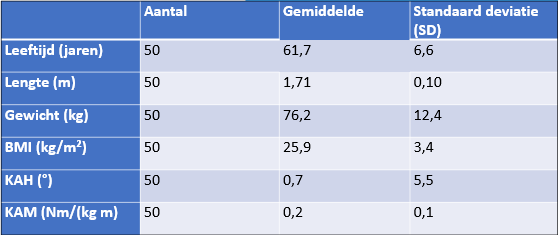 Aantal Gemiddelde Standaard deviatie
(SD)
Leeftijd (jaren) 50 61,7 6,6
Lengte (m) 50 1,71 0,10
Gewicht (kg) 50 76,2 12,4
BMI (kg/m²) 50 25,9 3,4
KAH (°) 50 0,7 5,5
KAM (Nm/(kg m) 50 0,2 0,1